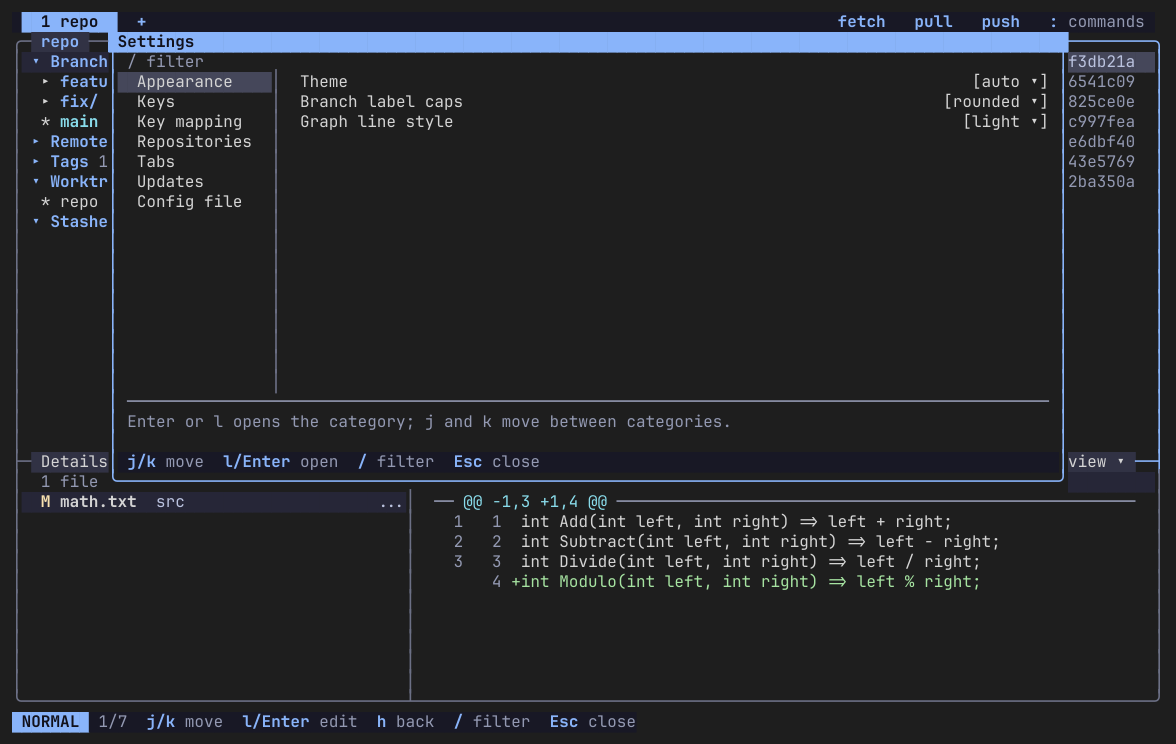 1 repo + fetch pull push : commands
repo Settings
▾ Branch / filter f3db21a
▸ featu Appearance Theme [auto ▾] 6541c09
▸ fix/ Keys Branch label caps [rounded ▾] 825ce0e
* main Key mapping Graph line style [light ▾] c997fea
▸ Remote Repositories e6dbf40
▸ Tags 1 Tabs 43e5769
▾ Worktr Updates 2ba350a
* repo Config file
▾ Stashe
Enter or l opens the category; j and k move between categories.
Details j/k move l/Enter open / filter Esc close view ▾
1 file
M math.txt src ... @@ -1,3 +1,4 @@
1 1 int Add(int left, int right) => left + right;
2 2 int Subtract(int left, int right) => left - right;
3 3 int Divide(int left, int right) => left / right;
4 +int Modulo(int left, int right) => left % right;
NORMAL 1/7 j/k move l/Enter edit h back / filter Esc close